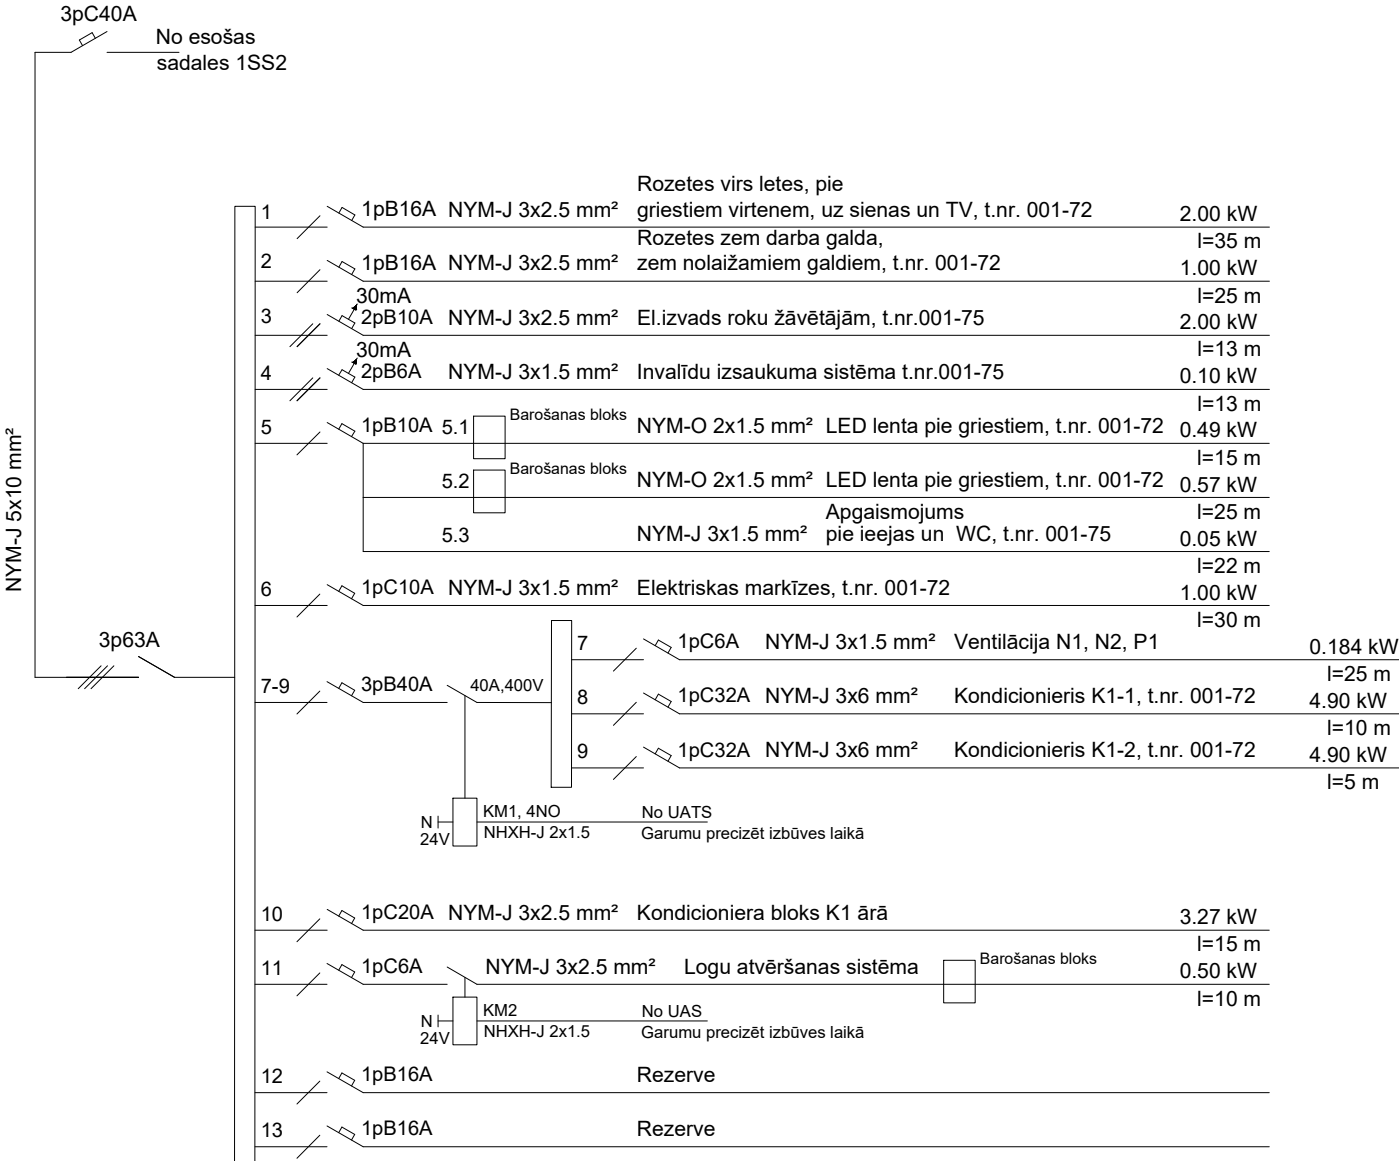 3pC40A
No esošas
sadales 1SS2
NYM-J 5x10 mm²
3p63A
Rozetes virs letes, pie
1 1pB16A NYM-J 3x2.5 mm² griestiem virtenem, uz sienas un TV, t.nr. 001-72 2.00 kW
l=35 m
Rozetes zem darba galda,
2 1pB16A NYM-J 3x2.5 mm² zem nolaižamiem galdiem, t.nr. 001-72 1.00 kW
l=25 m
30mA
3 2pB10A NYM-J 3x2.5 mm² El.izvads roku žāvētājām, t.nr.001-75 2.00 kW
l=13 m
30mA
4 2pB6A NYM-J 3x1.5 mm² Invalīdu izsaukuma sistēma t.nr.001-75 0.10 kW
l=13 m
5 1pB10A 5.1 Barošanas bloks NYM-O 2x1.5 mm² LED lenta pie griestiem, t.nr. 001-72 0.49 kW
l=15 m
5.2 Barošanas bloks NYM-O 2x1.5 mm² LED lenta pie griestiem, t.nr. 001-72 0.57 kW
l=25 m
Apgaismojums
5.3 NYM-J 3x1.5 mm² pie ieejas un WC, t.nr. 001-75 0.05 kW
l=22 m
6 1pC10A NYM-J 3x1.5 mm² Elektriskas markīzes, t.nr. 001-72 1.00 kW
l=30 m
7-9 3pB40A 40A,400V
7 1pC6A NYM-J 3x1.5 mm² Ventilācija N1, N2, P1 0.184 kW
l=25 m
8 1pC32A NYM-J 3x6 mm² Kondicionieris K1-1, t.nr. 001-72 4.90 kW
l=10 m
9 1pC32A NYM-J 3x6 mm² Kondicionieris K1-2, t.nr. 001-72 4.90 kW
l=5 m
KM1, 4NO No UATS
N
24V NHXH-J 2x1.5 Garumu precizēt izbūves laikā
10 1pC20A NYM-J 3x2.5 mm² Kondicioniera bloks K1 ārā 3.27 kW
l=15 m
11 1pC6A NYM-J 3x2.5 mm² Logu atvēršanas sistēma Barošanas bloks 0.50 kW
l=10 m
KM2 No UAS
N
24V NHXH-J 2x1.5 Garumu precizēt izbūves laikā
12 1pB16A Rezerve
13 1pB16A Rezerve